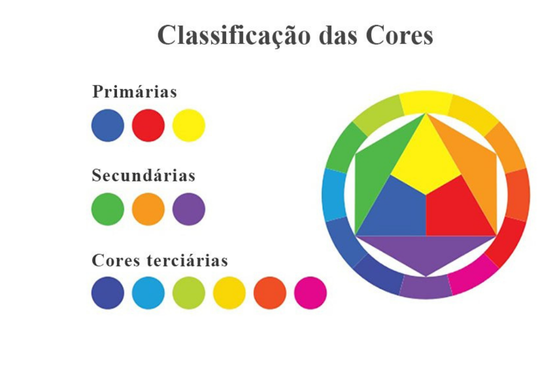 Classificação das Cores
Primárias
Secundárias
Cores terciárias